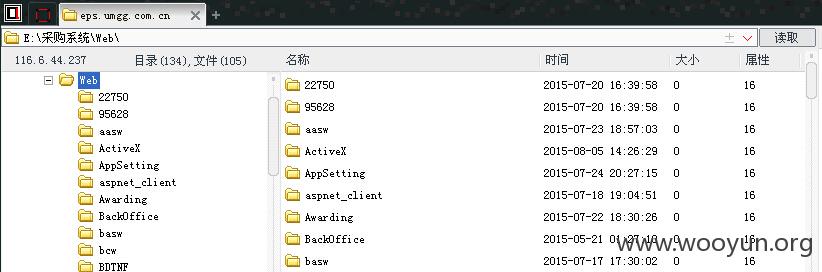 eps.umgg.com.cn
E:\采购系统\Web\
读取
116.6.44.237 目录(134),文件(105) 名称 时间 大小 属性
Web
22750
95628
aasw
ActiveX
AppSetting
aspnet_client
Awarding
BackOffice
basw
bcw
BDTNF
22750 2015-07-20 16:39:58 0 16
95628 2015-07-20 16:39:58 0 16
aasw 2015-07-23 18:57:03 0 16
ActiveX 2015-08-05 14:26:29 0 16
AppSetting 2015-07-24 20:27:15 0 16
aspnet_client 2015-07-18 19:04:51 0 16
Awarding 2015-07-22 18:30:26 0 16
BackOffice 2015-05-21 01:27:10 0 16
basw 2015-07-17 17:30:02 0 16
www.wooyun.org